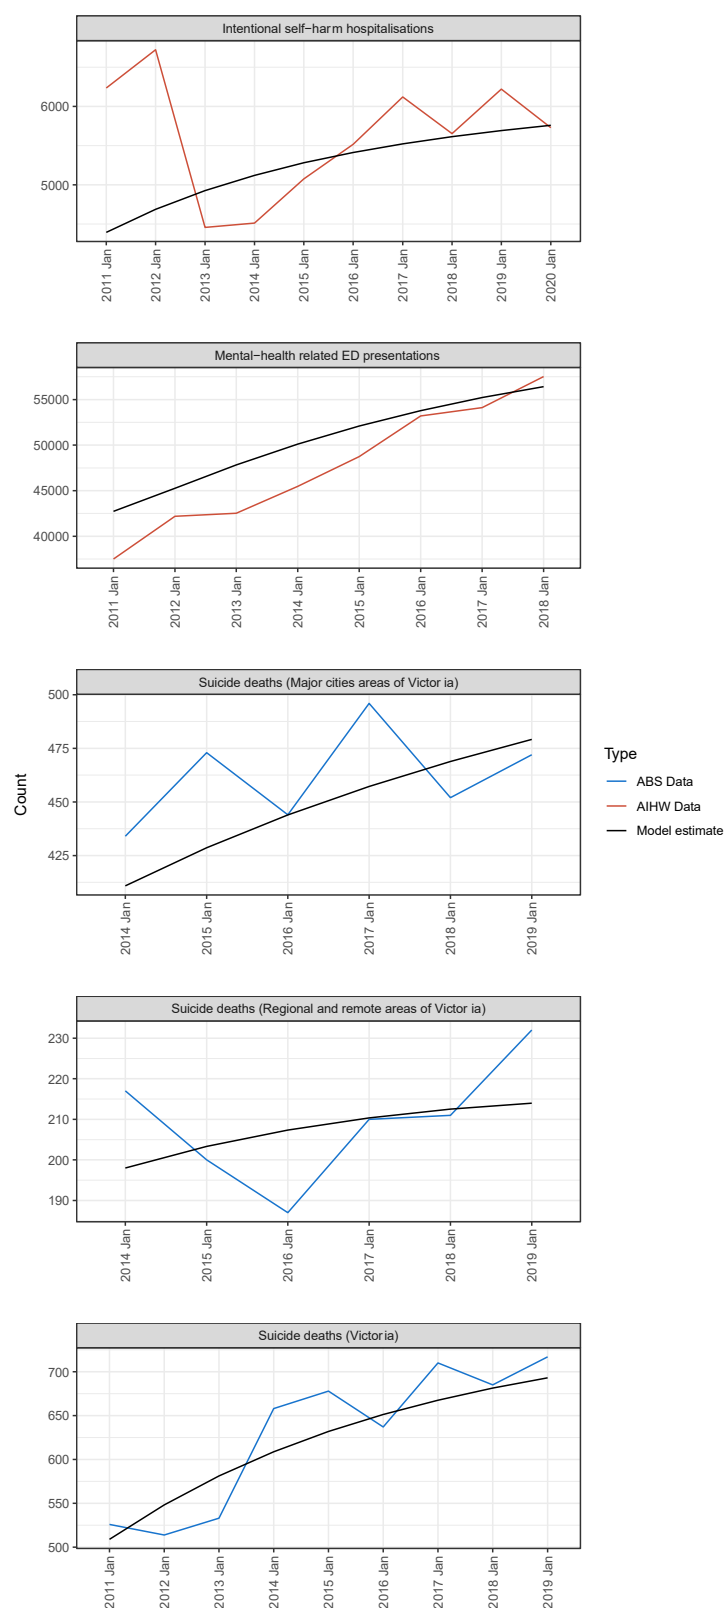 Intentional self−harm hospitalisations
6000
5000
2011 Jan
2012 Jan
2013 Jan
2014 Jan
2015 Jan
2016 Jan
2017 Jan
2018 Jan
2019 Jan
2020 Jan
Mental−health related ED presentations
55000
50000
45000
40000
2011 Jan
2012 Jan
2013 Jan
2014 Jan
2015 Jan
2016 Jan
2017 Jan
2018 Jan
Suicide deaths (Major cities areas of Victor ia)
500
475
450
425
2014 Jan
2015 Jan
2016 Jan
2017 Jan
2018 Jan
2019 Jan
Count
Type
ABS Data
AIHW Data
Model estimate
Suicide deaths (Regional and remote areas of Victor ia)
230
220
210
200
190
2014 Jan
2015 Jan
2016 Jan
2017 Jan
2018 Jan
2019 Jan
Suicide deaths (Victoria)
700
650
600
550
500
2011 Jan
2012 Jan
2013 Jan
2014 Jan
2015 Jan
2016 Jan
2017 Jan
2018 Jan
2019 Jan